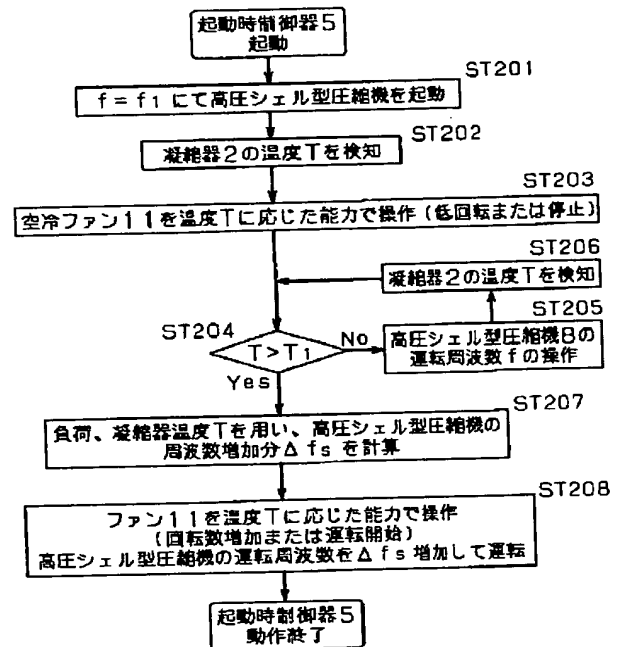 起動時制御器5
起動
ST201
f＝f1 にて高圧シェル型圧縮機を起動
ST202
凝縮器2の温度Tを検知
ST203
空冷ファン11を温度Tに応じた能力で操作(低回転または停止)
ST206
凝縮器2の温度Tを検知
ST205
高圧シェル型圧縮機8の
運転周波数fの操作
ST204
T>T1
No
Yes
ST207
負荷、凝縮器温度Tを用い、高圧シェル型圧縮機の
周波数増加分Δfsを計算
ST208
ファン11を温度Tに応じた能力で操作
(回転数増加または運転開始)
高圧シェル型圧縮機の運転周波数をΔfs増加して運転
起動時制御器5
動作終了